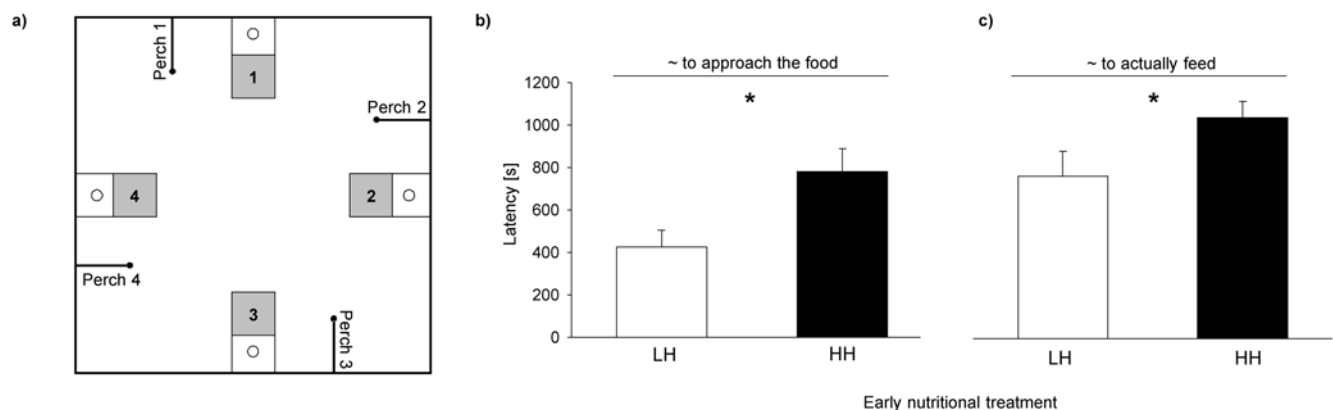 a)
Perch 1
1
Perch 2
4
2
Perch 4
3
Perch 3
b)
~ to approach the food
Latency [s]
1200
1000
800
600
400
200
0
*
LH
HH
c)
~ to actually feed
*
LH
HH
Early nutritional treatment